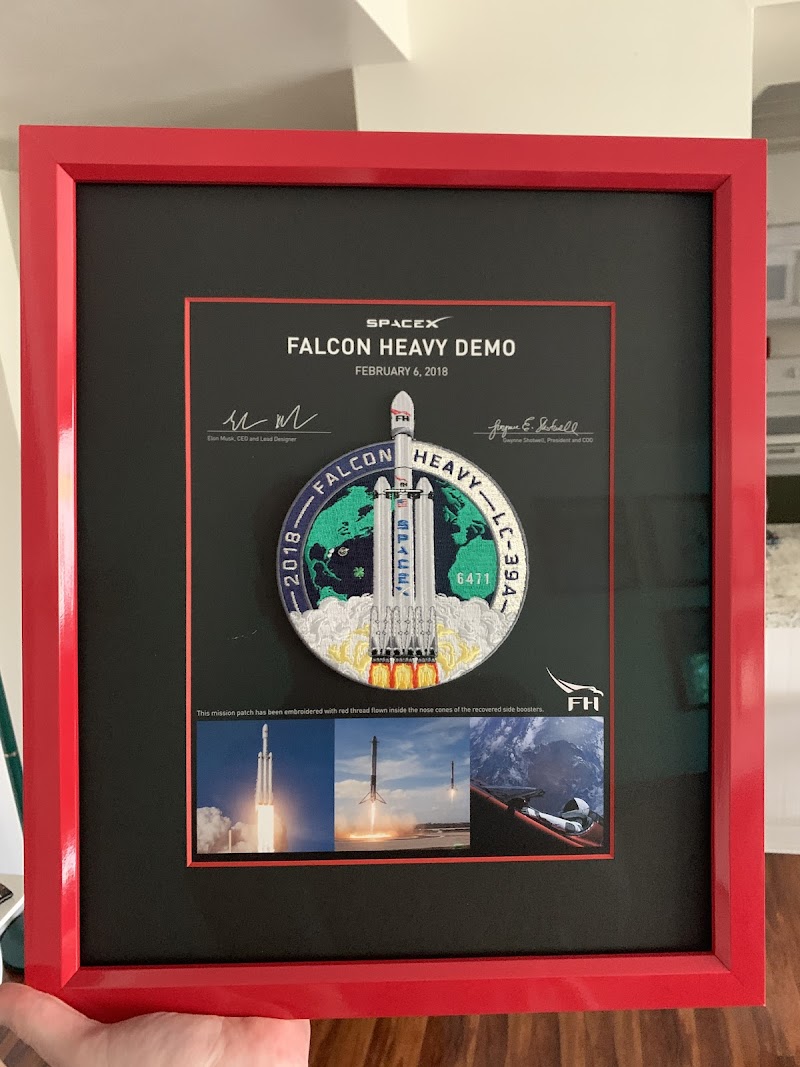 SPACEX
FALCON HEAVY DEMO
FEBRUARY 6, 2018
Elon Musk, CEO and Lead Designer
Gwynne E. Shotwell
Gwynne Shotwell, President and COO
FH
2018 — FALCON HEAVY — LC-39A
SPACEX
6471
FH
This mission patch has been embroidered with red thread flown inside the nose cones of the recovered side boosters.